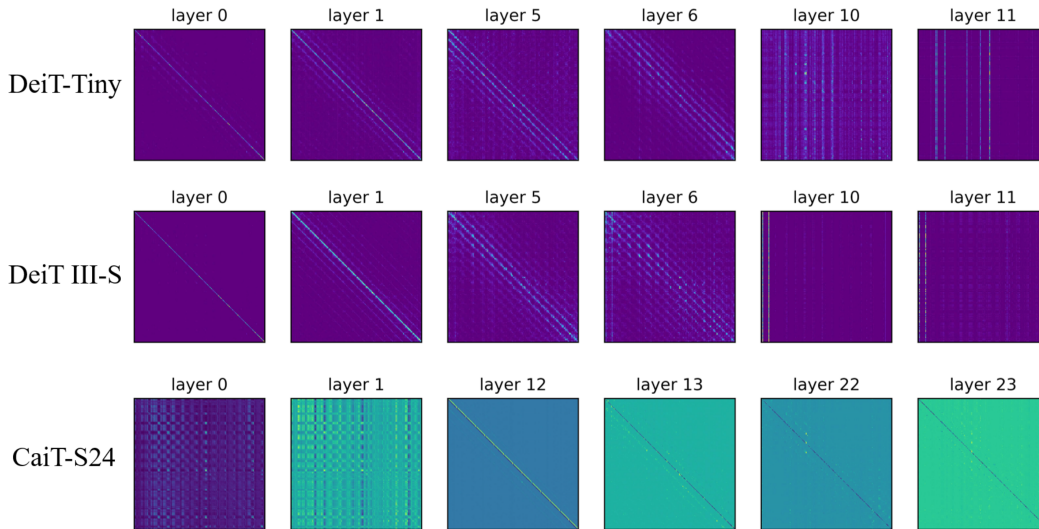 layer 0 layer 1 layer 5 layer 6 layer 10 layer 11
DeiT-Tiny
layer 0 layer 1 layer 5 layer 6 layer 10 layer 11
DeiT III-S
layer 0 layer 1 layer 12 layer 13 layer 22 layer 23
CaiT-S24